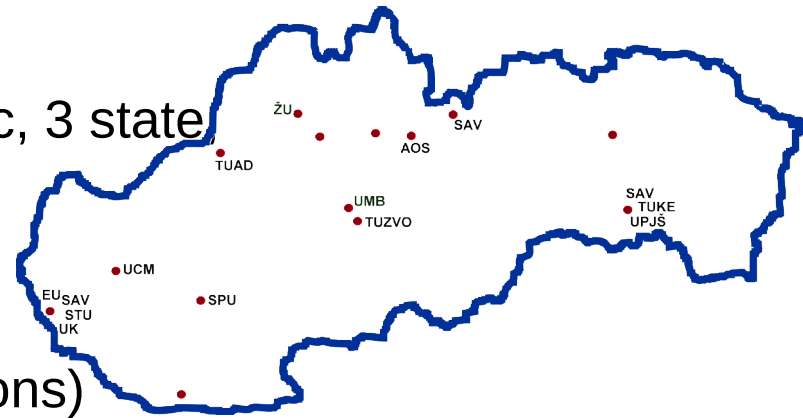 c, 3 state,
ŽU
SAV
AOS
TUAD
SAV
TUKE
UPJŠ
UMB
TUZVO
UCM
EU SAV
STU
UK
SPU
ons)